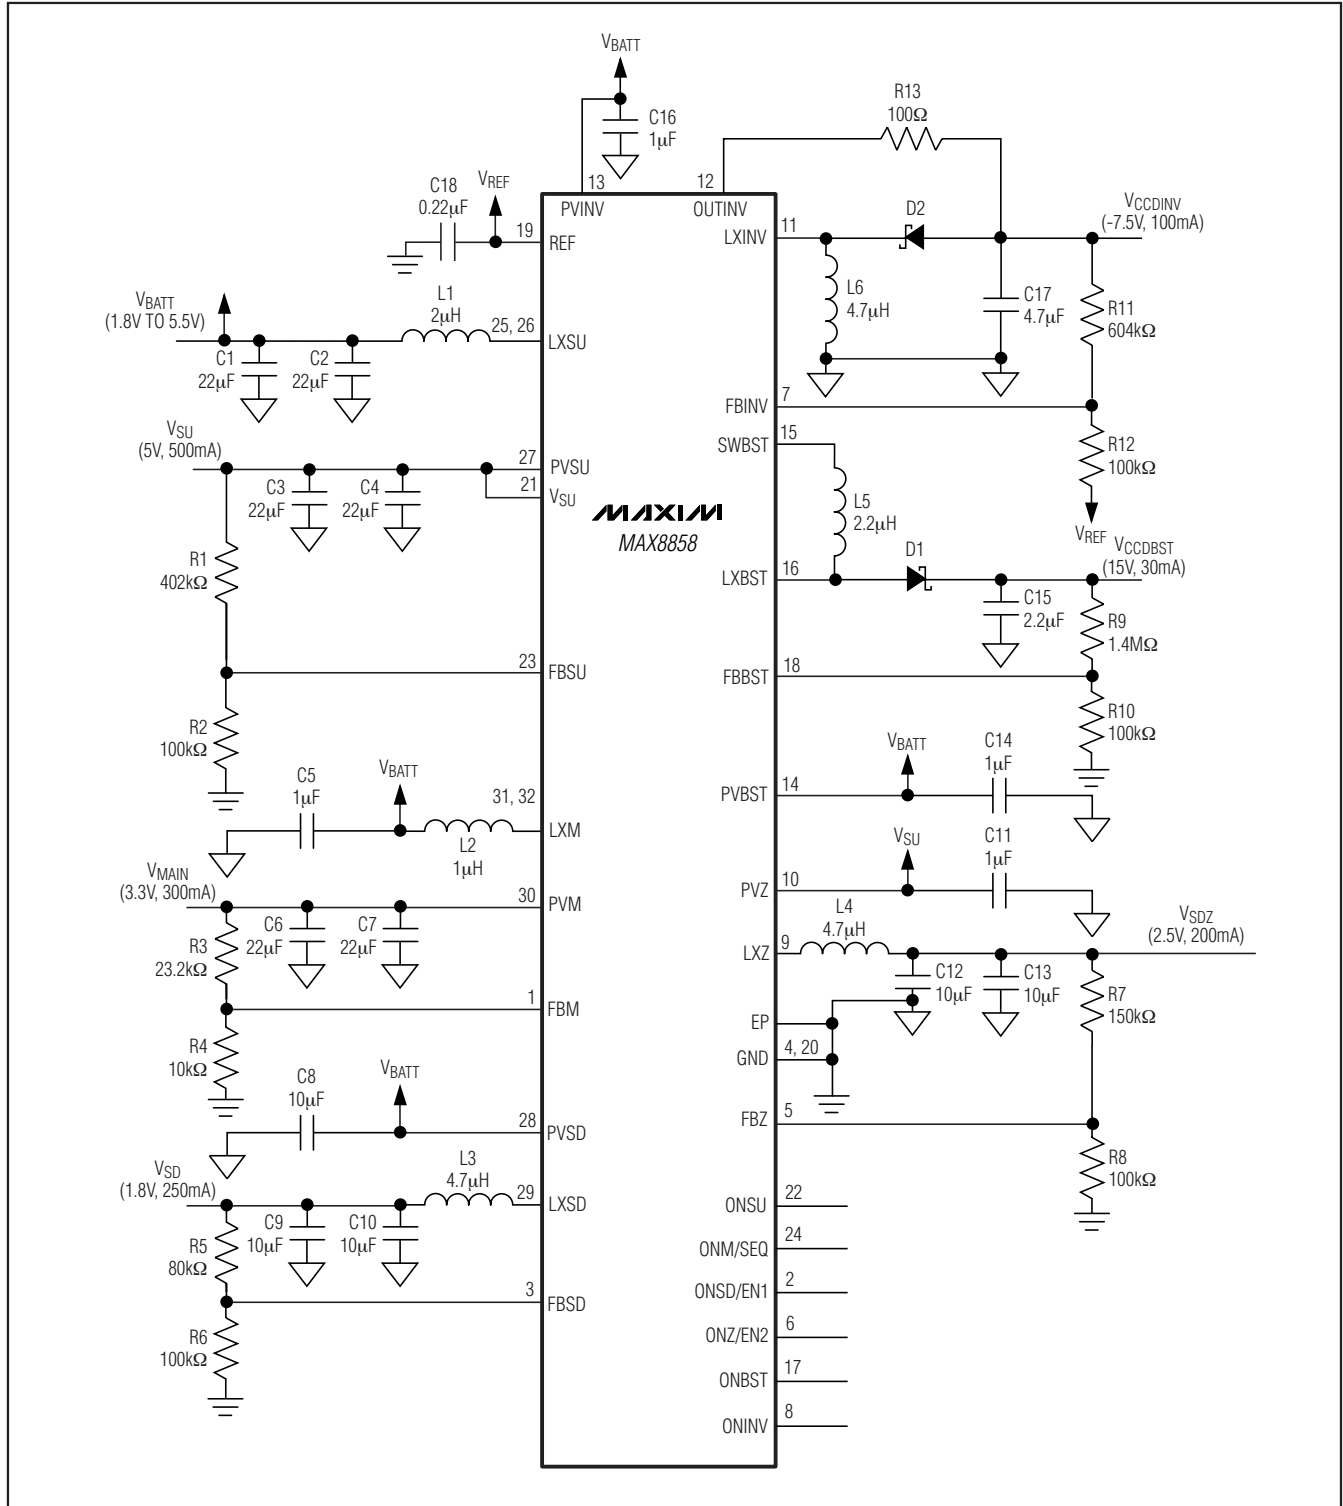 VBATT
C16
1µF
R13
100Ω
13
12
PVINV
OUTINV
C18
0.22µF
VREF
19
REF
LXINV
11
D2
VCCDINV
(-7.5V, 100mA)
L6
4.7µH
C17
4.7µF
R11
604kΩ
VBATT
(1.8V TO 5.5V)
L1
2µH
25, 26
LXSU
C1
22µF
C2
22µF
FBINV
7
SWBST
15
R12
100kΩ
VREF
VSU
(5V, 500mA)
27
PVSU
21
VSU
C3
22µF
C4
22µF
MAXIM
MAX8858
L5
2.2µH
R1
402kΩ
LXBST
16
D1
VCCDBST
(15V, 30mA)
C15
2.2µF
R9
1.4MΩ
23
FBSU
FBBST
18
R2
100kΩ
R10
100kΩ
C5
1µF
VBATT
31, 32
LXM
L2
1µH
PVBST
14
VBATT
C14
1µF
VSU
C11
1µF
PVZ
10
VMAIN
(3.3V, 300mA)
30
PVM
R3
23.2kΩ
C6
22µF
C7
22µF
LXZ
9
L4
4.7µH
VSDZ
(2.5V, 200mA)
C12
10µF
C13
10µF
R7
150kΩ
1
FBM
EP
GND
4, 20
R4
10kΩ
C8
10µF
VBATT
28
PVSD
FBZ
5
R8
100kΩ
VSD
(1.8V, 250mA)
L3
4.7µH
29
LXSD
C9
10µF
C10
10µF
R5
80kΩ
3
FBSD
R6
100kΩ
ONSU
22
ONM/SEQ
24
ONSD/EN1
2
ONZ/EN2
6
ONBST
17
ONINV
8